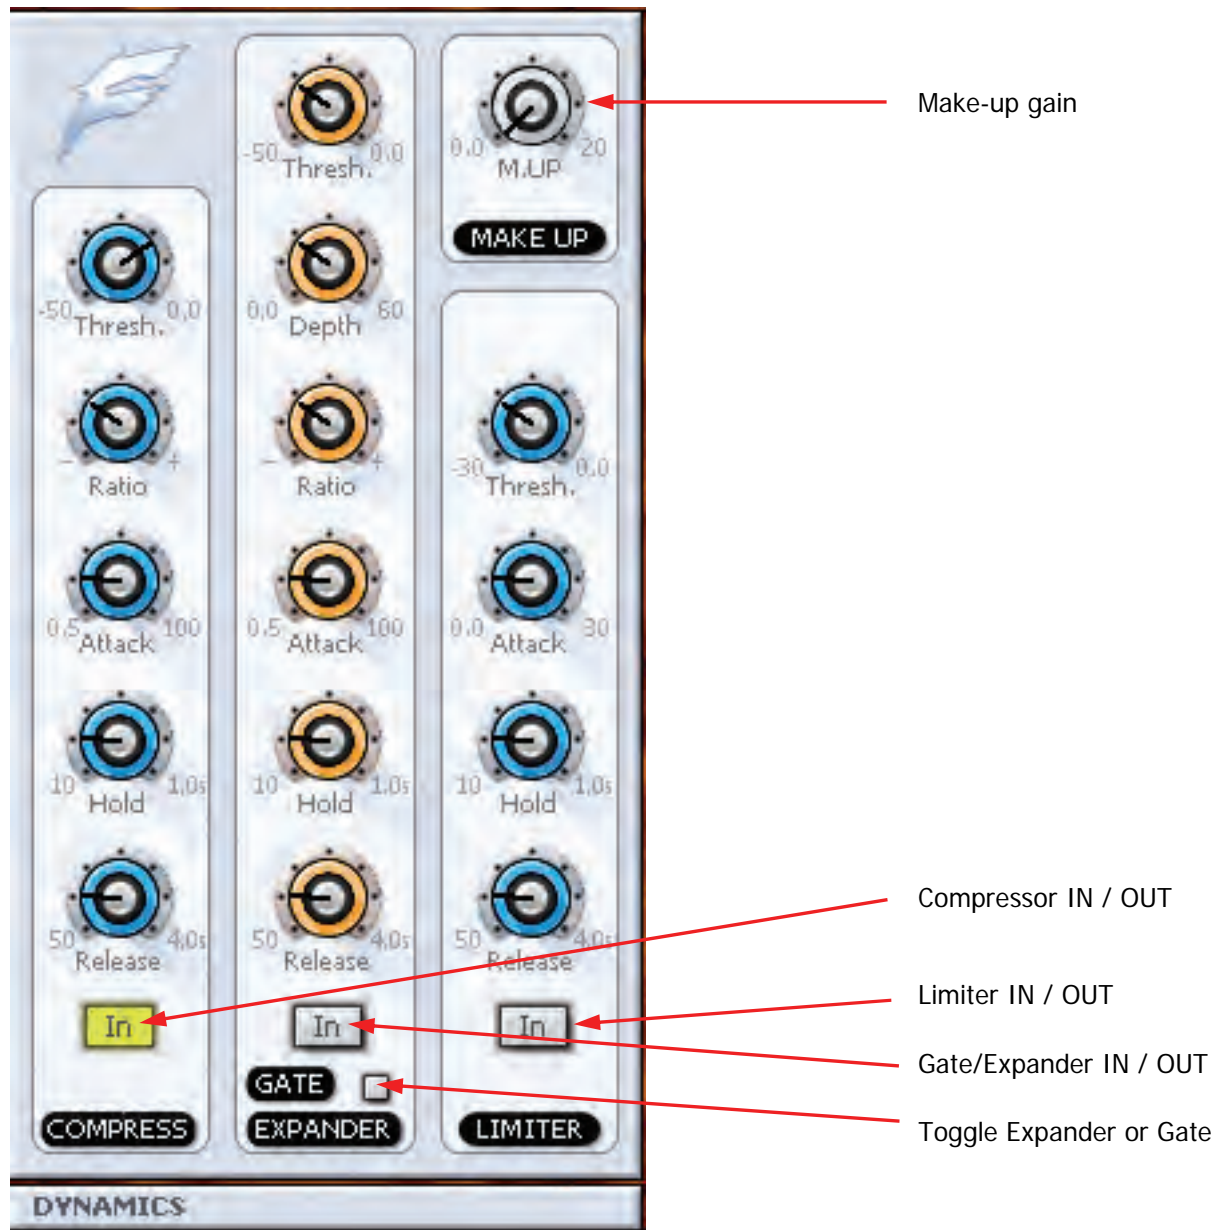 -50 0.0
Thresh.
0.0 20
M.UP
MAKE UP
Make-up gain
-50 0,0
Thresh.
0,0 60
Depth
- +
Ratio
- +
Ratio
-30 0.0
Thresh.
0,5 100
Attack
0.5 100
Attack
0.0 30
Attack
10 1,0s
Hold
10 1.0s
Hold
10 1,0s
Hold
50 4,0s
Release
50 4,0s
Release
50 4,0s
Release
In
In
In
Compressor IN / OUT
Limiter IN / OUT
Gate/Expander IN / OUT
Toggle Expander or Gate
GATE
COMPRESS
EXPANDER
LIMITER
DYNAMICS